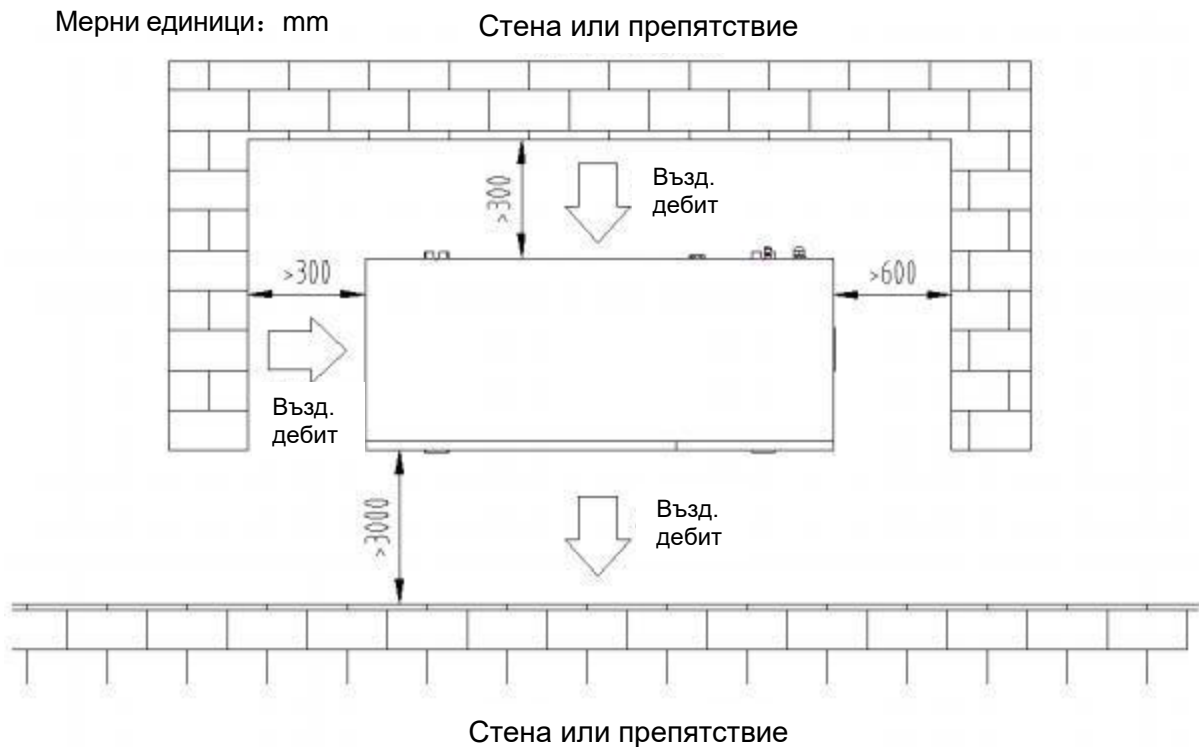 Мерни единици：mm
Стена или препятствие
Възд.
дебит
>300
>300
>600
Възд.
дебит
>3000
Възд.
дебит
Стена или препятствие